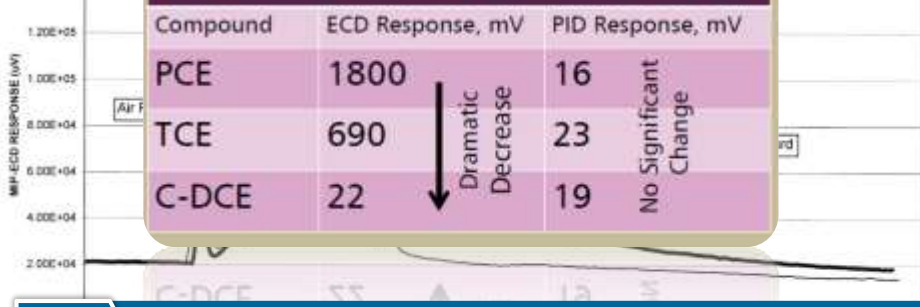 Compound ECD Response, mV PID Response, mV
PCE 1800 16
TCE 690 23
C-DCE 22 19
Dramatic
Decrease
No Significant
Change
MIP-ECD RESPONSE (uV)
1.20E+05
1.00E+05
8.00E+04
6.00E+04
4.00E+04
2.00E+04
Air